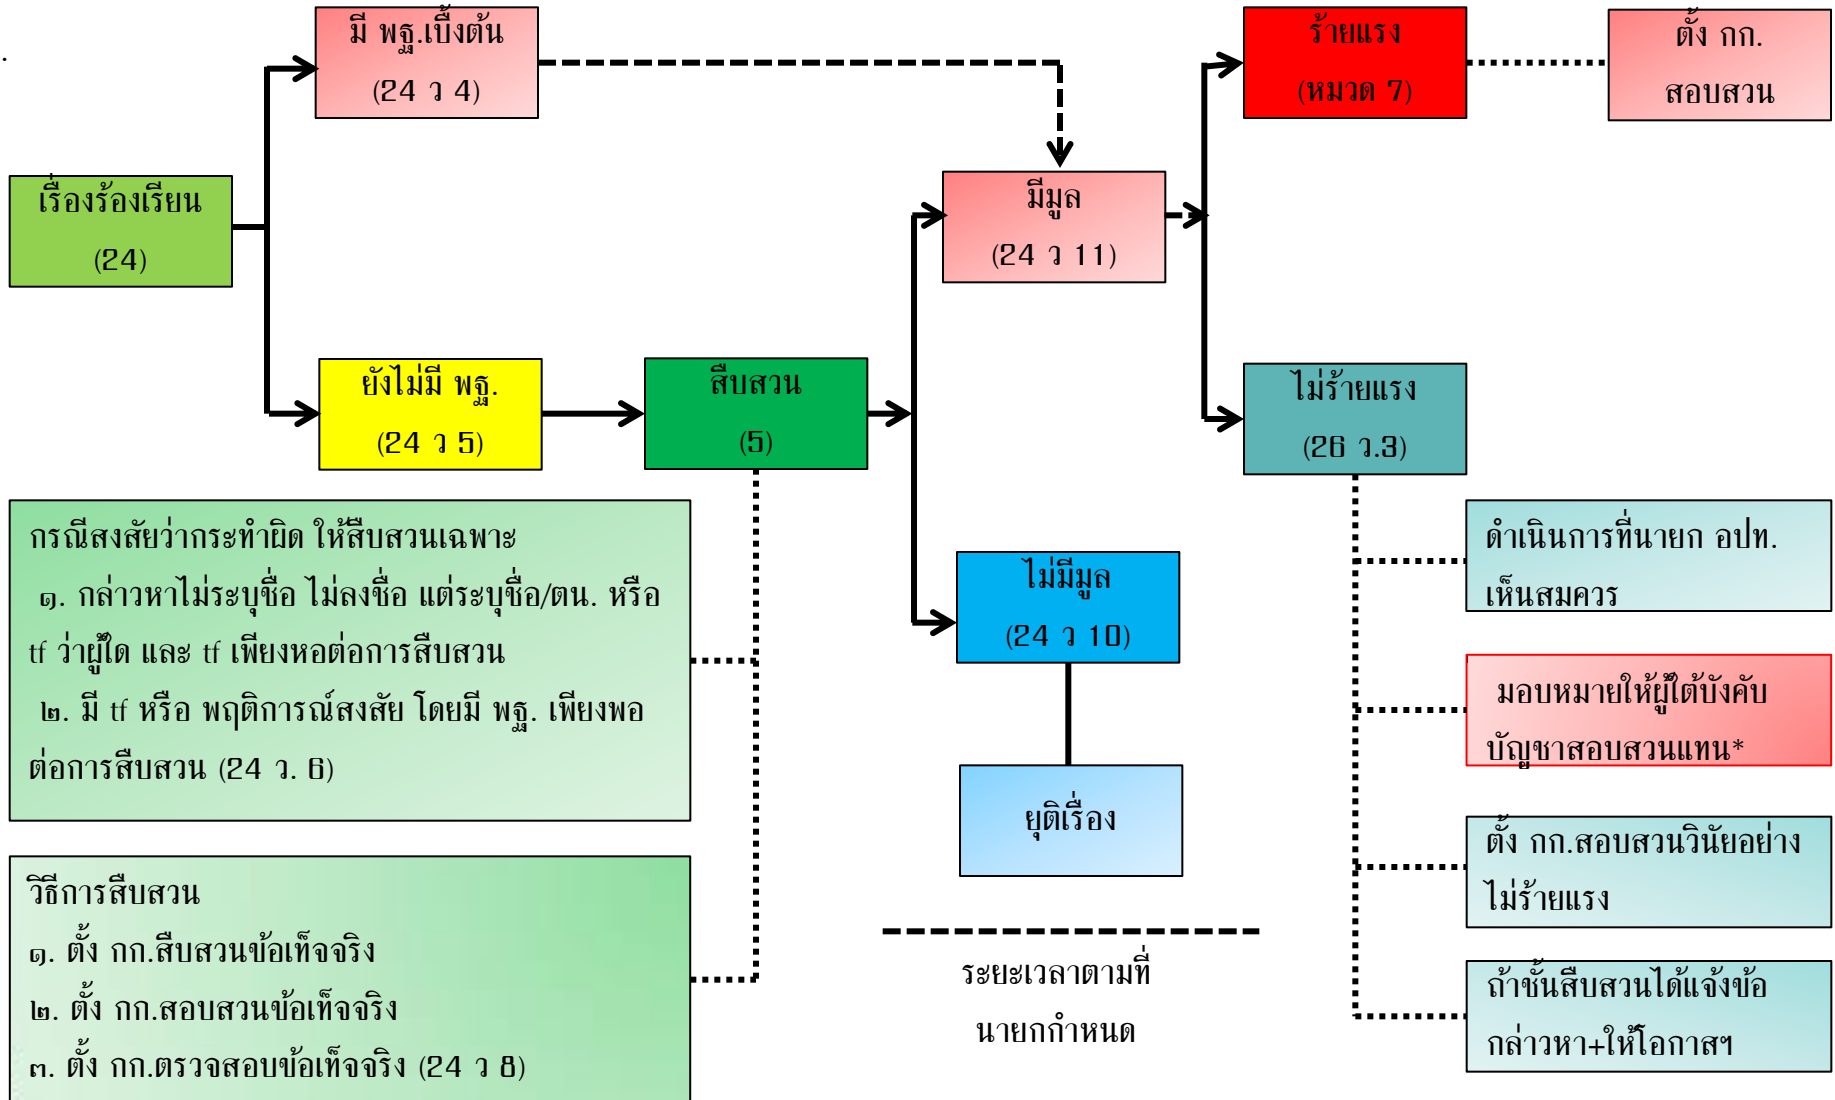 .
มี พฐ.เบื้องต้น
(24 ว 4)
ร้ายแรง
(หมวด 7)
ตั้ง กก.
สอบสวน
เรื่องร้องเรียน
(24)
มีมูล
(24 ว 11)
ยังไม่มี พฐ.
(24 ว 5)
สืบสวน
(5)
ไม่ร้ายแรง
(26 ว.3)
กรณีสงสัยว่ากระทำผิด ให้สืบสวนเฉพาะ
๑. กล่าวหาไม่ระบุชื่อ ไม่ลงชื่อ แต่ระบุชื่อ/ตน. หรือ
tf ว่าผู้ใด และ tf เพียงหอต่อการสืบสวน
๒. มี tf หรือ พฤติการณ์สงสัย โดยมี พฐ. เพียงพอ
ต่อการสืบสวน (24 ว. 6)
ไม่มีมูล
(24 ว 10)
ยุติเรื่อง
ดำเนินการที่นายก อปท.
เห็นสมควร
มอบหมายให้ผู้ใต้บังคับ
บัญชาสอบสวนแทน*
ตั้ง กก.สอบสวนวินัยอย่าง
ไม่ร้ายแรง
ถ้าชั้นสืบสวนได้แจ้งข้อ
กล่าวหา+ให้โอกาสฯ
วิธีการสืบสวน
๑. ตั้ง กก.สืบสวนข้อเท็จจริง
๒. ตั้ง กก.สอบสวนข้อเท็จจริง
๓. ตั้ง กก.ตรวจสอบข้อเท็จจริง (24 ว 8)
ระยะเวลาตามที่
นายกกำหนด